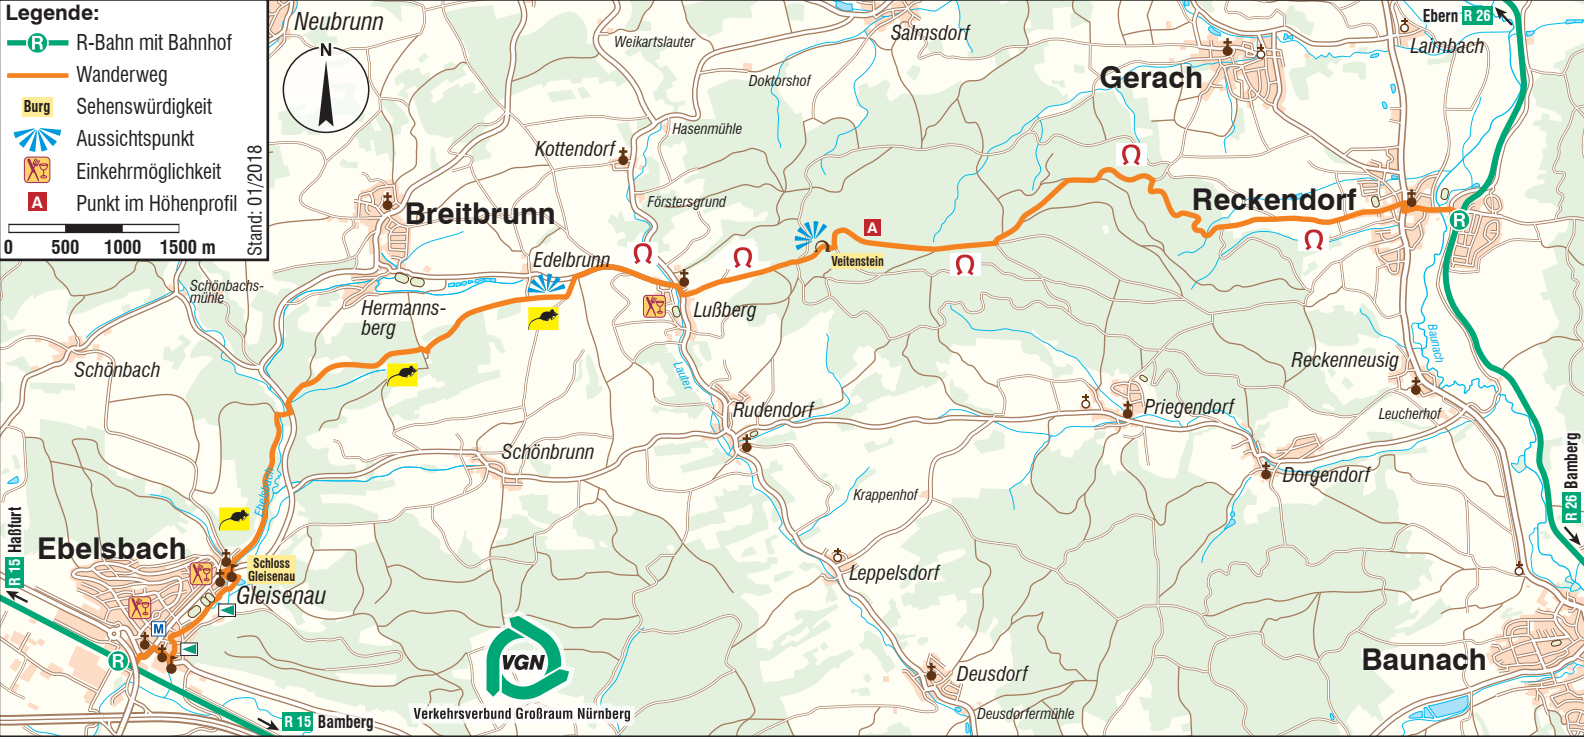 Legende:
R R-Bahn mit Bahnhof
Wanderweg
Burg Sehenswürdigkeit
Aussichtspunkt
Einkehrmöglichkeit
A Punkt im Höhenprofil
0 500 1000 1500 m
Stand: 01/2018
N
Neubrunn
Weikartslauter
Salmsdorf
Ebern R 26
Laimbach
Doktorshof
Gerach
Hasenmühle
Kottendorf
Förstersgrund
Breitbrunn
Reckendorf
R
A
Edelbrunn
Veitenstein
Schönbachs-
mühle
Hermanns-
berg
Lußberg
Schönbach
Lauter
Baunach
Reckenneusig
Rudendorf
Priegendorf
Leucherhof
Schönbrunn
Dorgendorf
Ebelsbach
Krappenhof
R 26 Bamberg
R 15 Haßfurt
Ebelsbach
Schloss
Gleisenau
Gleisenau
Leppelsdorf
M
R
VGN
Verkehrsverbund Großraum Nürnberg
Baunach
Deusdorf
Deusdorfermühle
R 15 Bamberg